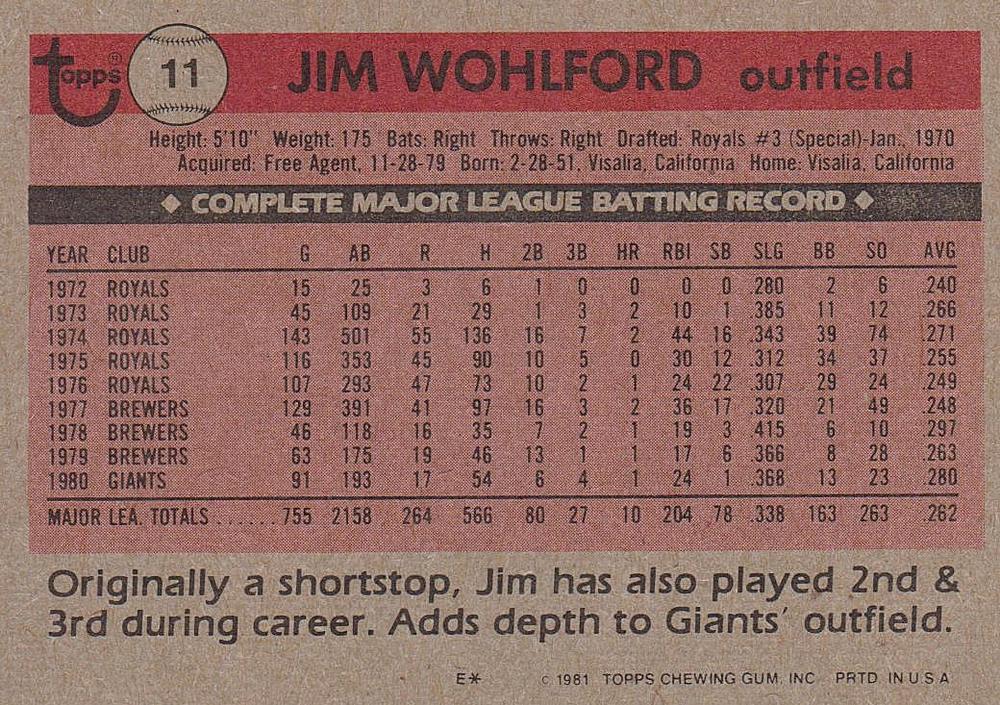 topps® 11 JIM WOHLFORD outfield
Height: 5'10" Weight: 175 Bats: Right Throws: Right Drafted: Royals #3 (Special)-Jan., 1970
Acquired: Free Agent, 11-28-79 Born: 2-28-51, Visalia, California Home: Visalia, California
◆ COMPLETE MAJOR LEAGUE BATTING RECORD ◆
YEAR CLUB G AB R H 2B 3B HR RBI SB SLG BB SO AVG
1972 ROYALS 15 25 3 6 1 0 0 0 0 .280 2 6 .240
1973 ROYALS 45 109 21 29 1 3 2 10 1 .385 11 12 .266
1974 ROYALS 143 501 55 136 16 7 2 44 16 .343 39 74 .271
1975 ROYALS 116 353 45 90 10 5 0 30 12 .312 34 37 .255
1976 ROYALS 107 293 47 73 10 2 1 24 22 .307 29 24 .249
1977 BREWERS 129 391 41 97 16 3 2 36 17 .320 21 49 .248
1978 BREWERS 46 118 16 35 7 2 1 19 3 .415 6 10 .297
1979 BREWERS 63 175 19 46 13 1 1 17 6 .366 8 28 .263
1980 GIANTS 91 193 17 54 6 4 1 24 1 .368 13 23 .280
MAJOR LEA. TOTALS ...... 755 2158 264 566 80 27 10 204 78 .338 163 263 .262
Originally a shortstop, Jim has also played 2nd &
3rd during career. Adds depth to Giants' outfield.
E* © 1981 TOPPS CHEWING GUM, INC. PRTD. IN U.S.A.